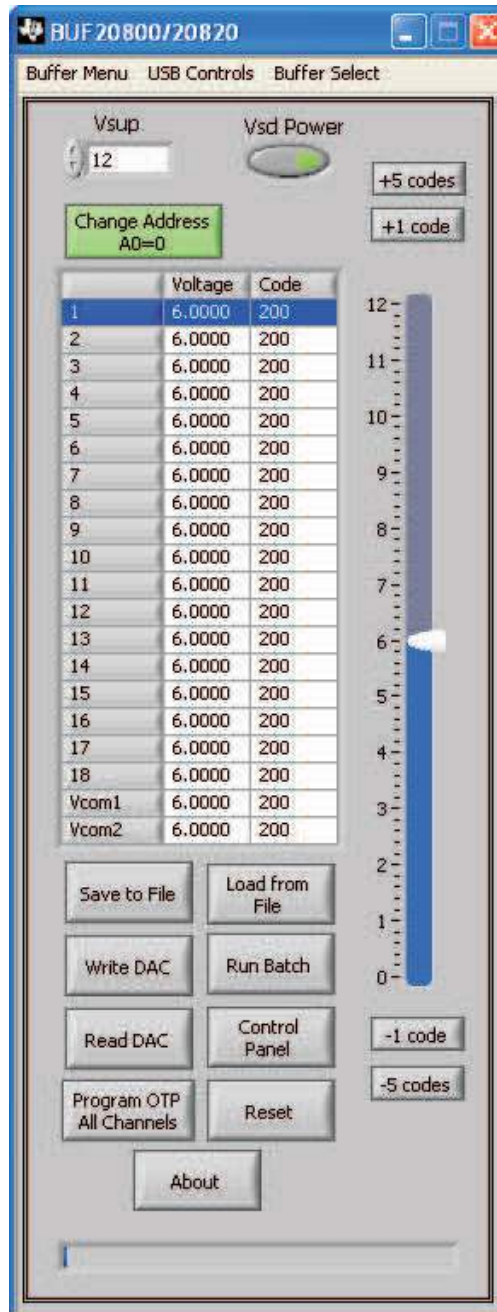 BUF20800/20820
Buffer Menu USB Controls Buffer Select
Vsup
Vsd Power
12
+5 codes
Change Address
A0=0
+1 code
Voltage Code
1 6.0000 200
2 6.0000 200
3 6.0000 200
4 6.0000 200
5 6.0000 200
6 6.0000 200
7 6.0000 200
8 6.0000 200
9 6.0000 200
10 6.0000 200
11 6.0000 200
12 6.0000 200
13 6.0000 200
14 6.0000 200
15 6.0000 200
16 6.0000 200
17 6.0000 200
18 6.0000 200
Vcom1 6.0000 200
Vcom2 6.0000 200
12
11
10
9
8
7
6
5
4
3
2
1
0
Save to File
Load from
File
Write DAC
Run Batch
Read DAC
Control
Panel
-1 code
-5 codes
Program OTP
All Channels
Reset
About